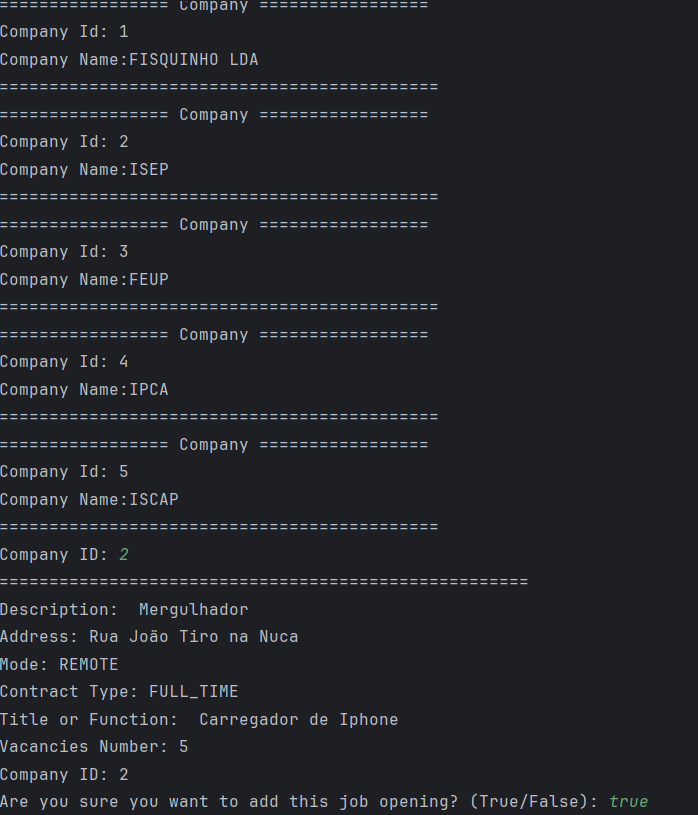 ================= Company =================
Company Id: 1
Company Name:FISQUINHO LDA
============================================
================= Company =================
Company Id: 2
Company Name:ISEP
============================================
================= Company =================
Company Id: 3
Company Name:FEUP
============================================
================= Company =================
Company Id: 4
Company Name:IPCA
============================================
================= Company =================
Company Id: 5
Company Name:ISCAP
============================================
Company ID: 2
=====================================================
Description:  Mergulhador
Address: Rua João Tiro na Nuca
Mode: REMOTE
Contract Type: FULL_TIME
Title or Function:  Carregador de Iphone
Vacancies Number: 5
Company ID: 2
Are you sure you want to add this job opening? (True/False): true